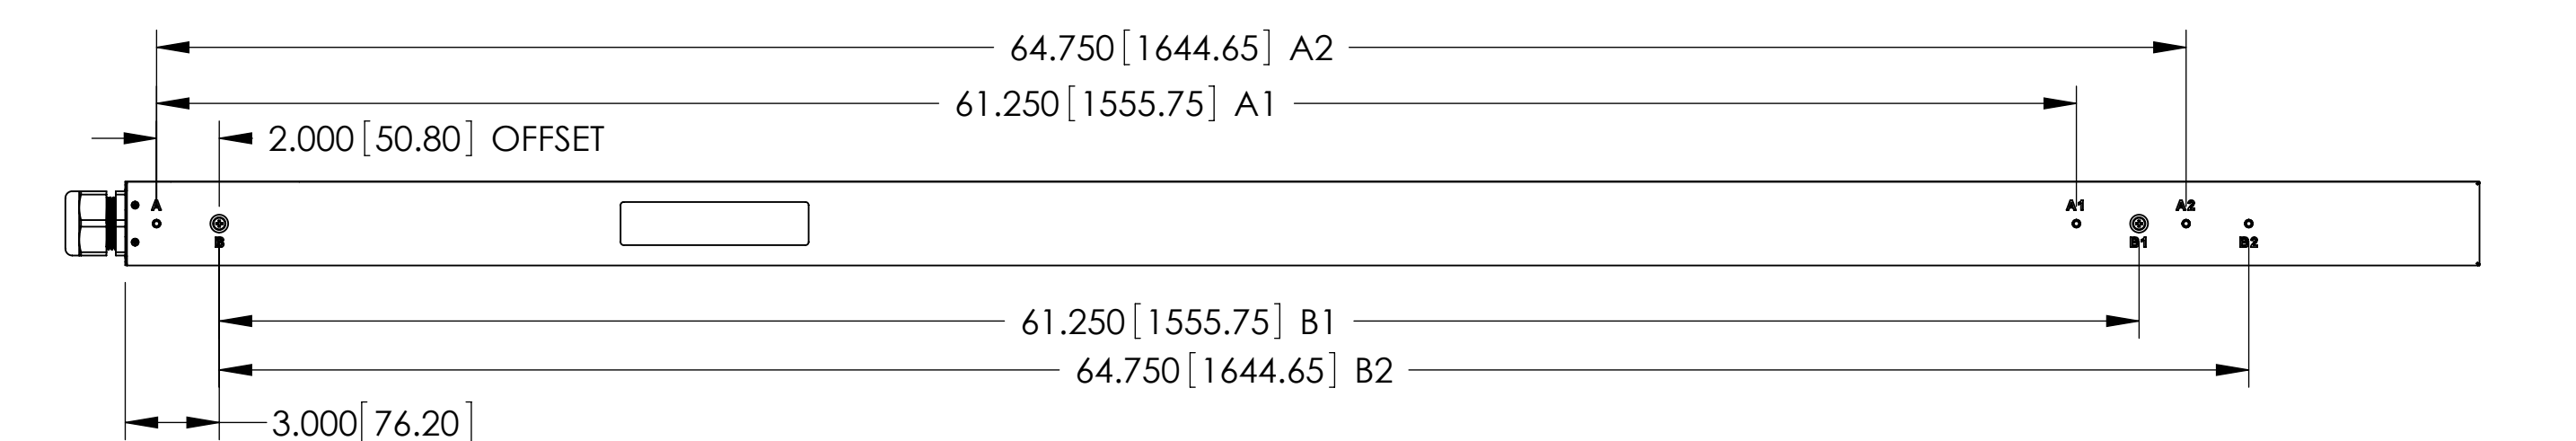 64.750[1644.65] A2
61.250[1555.75] A1
2.000[50.80] OFFSET
A
A1
A2
B
B1
B2
61.250[1555.75] B1
64.750[1644.65] B2
3.000[76.20]